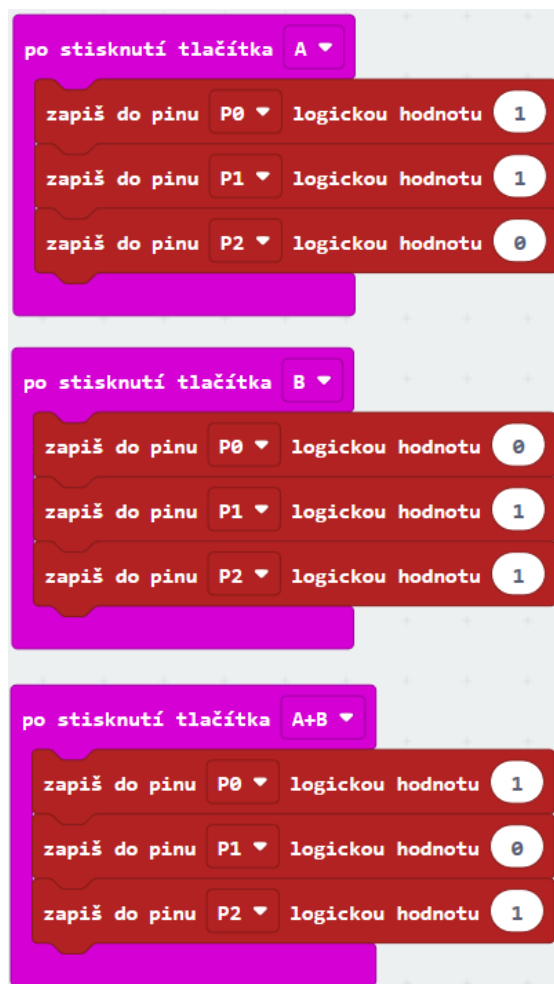 po stisknutí tlačítka A
zapiš do pinu P0 logickou hodnotu 1
zapiš do pinu P1 logickou hodnotu 1
zapiš do pinu P2 logickou hodnotu 0
po stisknutí tlačítka B
zapiš do pinu P0 logickou hodnotu 0
zapiš do pinu P1 logickou hodnotu 1
zapiš do pinu P2 logickou hodnotu 1
po stisknutí tlačítka A+B
zapiš do pinu P0 logickou hodnotu 1
zapiš do pinu P1 logickou hodnotu 0
zapiš do pinu P2 logickou hodnotu 1